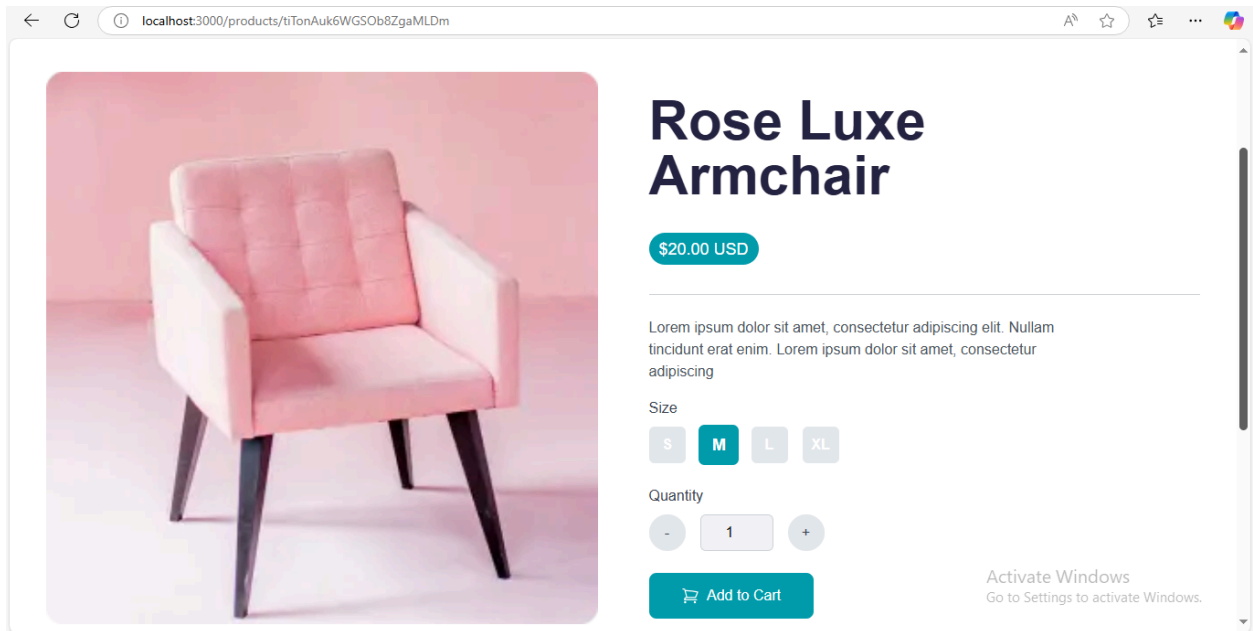 localhost:3000/products/tiTonAuk6WGSOb8ZgaMLDm
Rose Luxe
Armchair
$20.00 USD
Lorem ipsum dolor sit amet, consectetur adipiscing elit. Nullam
tincidunt erat enim. Lorem ipsum dolor sit amet, consectetur
adipiscing
Size
S M L XL
Quantity
- 1 +
Add to Cart
Activate Windows
Go to Settings to activate Windows.